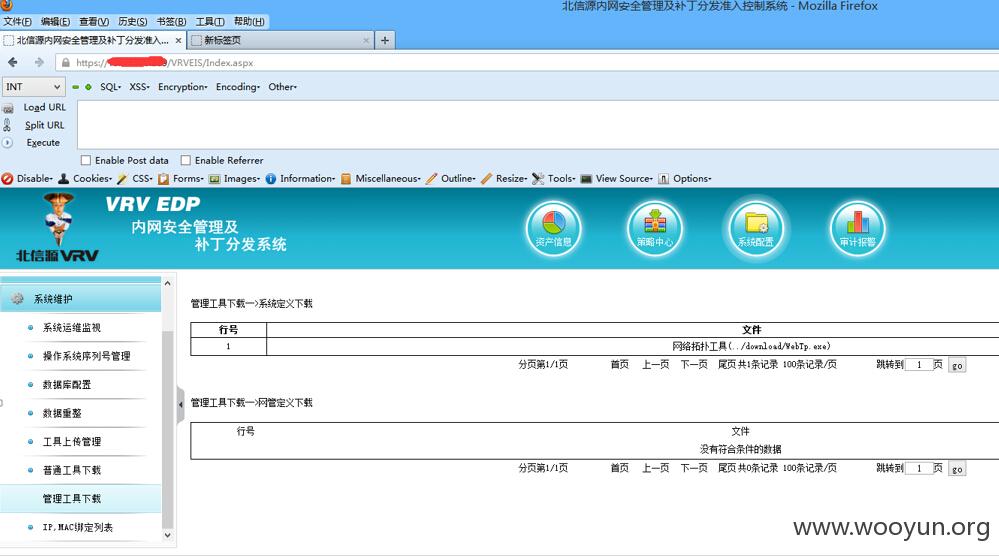 北信源内网安全管理及补丁分发准入控制系统 - Mozilla Firefox
文件(F) 编辑(E) 查看(V) 历史(S) 书签(B) 工具(T) 帮助(H)
北信源内网安全管理及补丁分发准入... × 新标签页 × +
https:// /VRVEIS/Index.aspx
INT SQL- XSS- Encryption- Encoding- Other-
Load URL
Split URL
Execute
Enable Post data Enable Referrer
Disable- Cookies- CSS- Forms- Images- Information- Miscellaneous- Outline- Resize- Tools- View Source- Options-
VRV EDP
内网安全管理及
补丁分发系统
北信源VRV
资产信息 策略中心 系统配置 审计报警
系统维护
系统运维监视
操作系统序列号管理
数据库配置
数据重整
工具上传管理
普通工具下载
管理工具下载
IP,MAC绑定列表
管理工具下载—>系统定义下载
行号 文件
1 网络拓扑工具(../download/WebTp.exe)
分页第1/1页 首页 上一页 下一页 尾页 共1条记录 100条记录/页 跳转到 1 页 go
管理工具下载—>网管定义下载
行号 文件
没有符合条件的数据
分页第1/1页 首页 上一页 下一页 尾页 共0条记录 100条记录/页 跳转到 1 页 go
www.wooyun.org